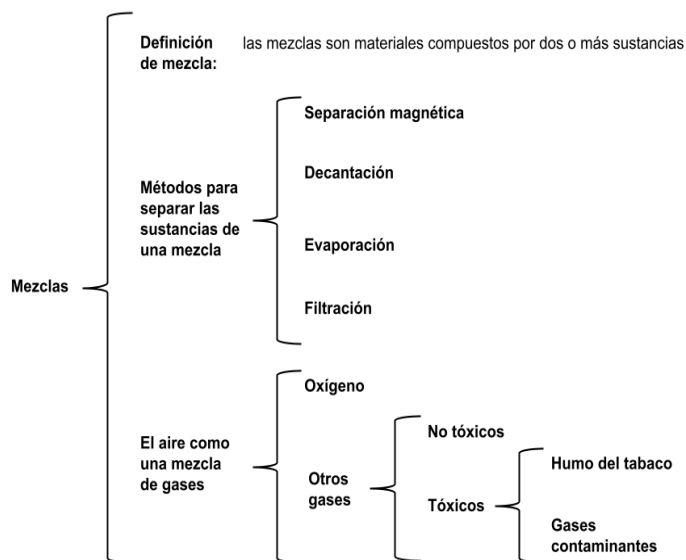 Definición
de mezcla:
las mezclas son materiales compuestos por dos o más sustancias
Separación magnética
Decantación
Métodos para
separar las
sustancias de
una mezcla
Evaporación
Mezclas
Filtración
Oxígeno
El aire como
una mezcla
de gases
No tóxicos
Otros
gases
Tóxicos
Humo del tabaco
Gases
contaminantes